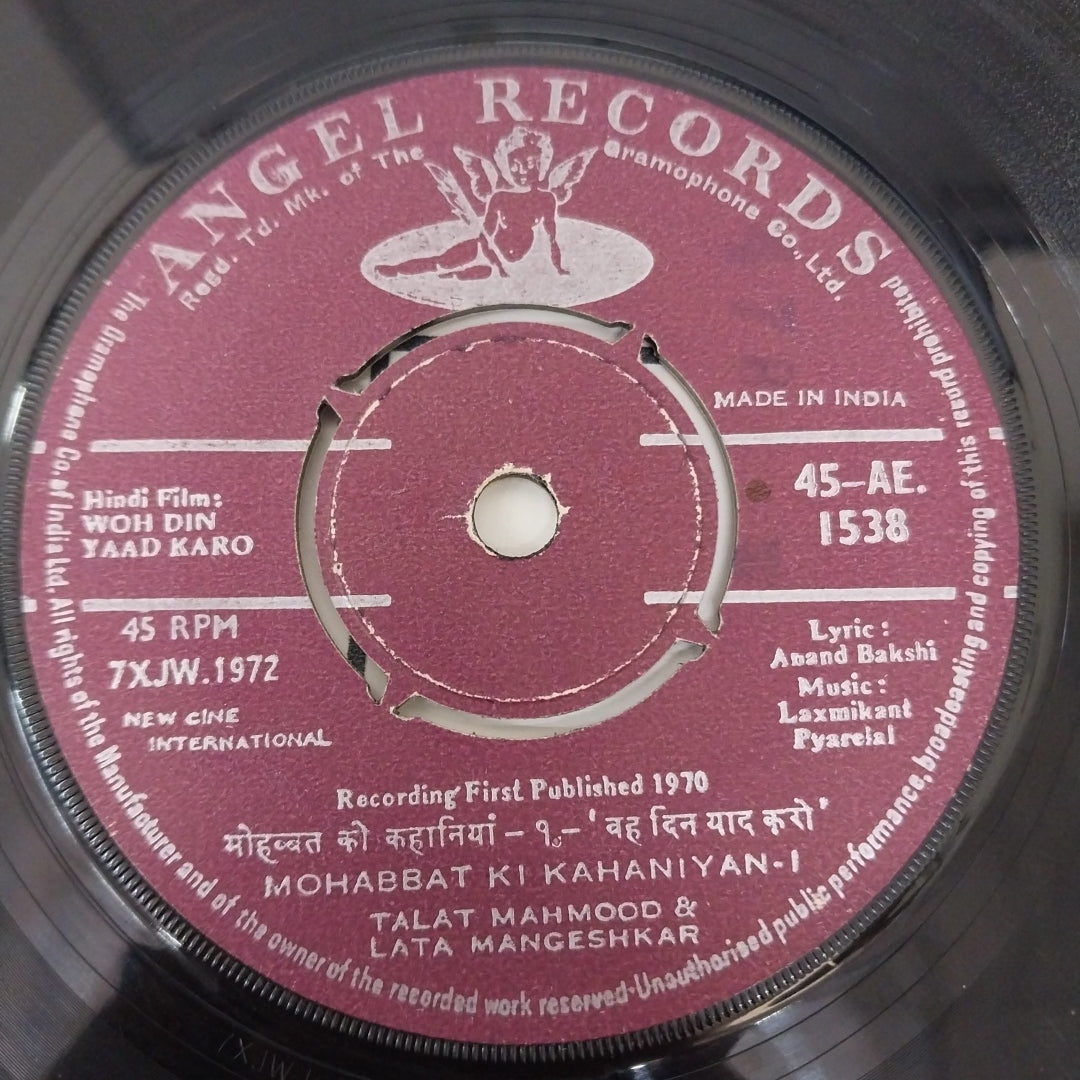 ANGEL RECORDS
Regd. Td. Mk. of The Gramophone Co., Ltd.
MADE IN INDIA
Hindi Film:
WOH DIN
YAAD KARO
45-AE.
1538
45 RPM
7XJW.1972
NEW CINE
INTERNATIONAL
Lyric:
Anand Bakshi
Music:
Laxmikant
Pyarelal
Recording First Published 1970
मोहब्बत की कहानियां - १.- 'वह दिन याद करो'
MOHABBAT KI KAHANIYAN-I
TALAT MAHMOOD &
LATA MANGESHKAR
The Gramophone Co. of India Ltd. All rights of the Manufacturer and of the owner of the recorded work reserved·Unauthorised public performance, broadcasting and copying of this record prohibited